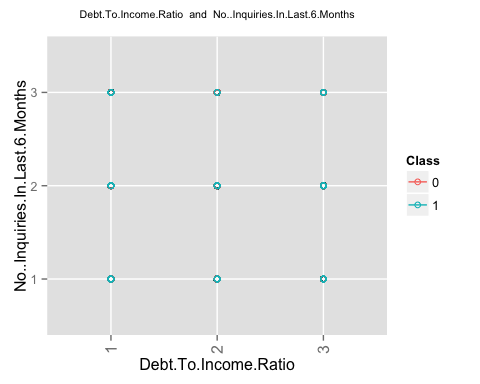 Debt.To.Income.Ratio and No..Inquiries.In.Last.6.Months
No..Inquiries.In.Last.6.Months
3
2
1
1
2
3
Debt.To.Income.Ratio
Class
0
1